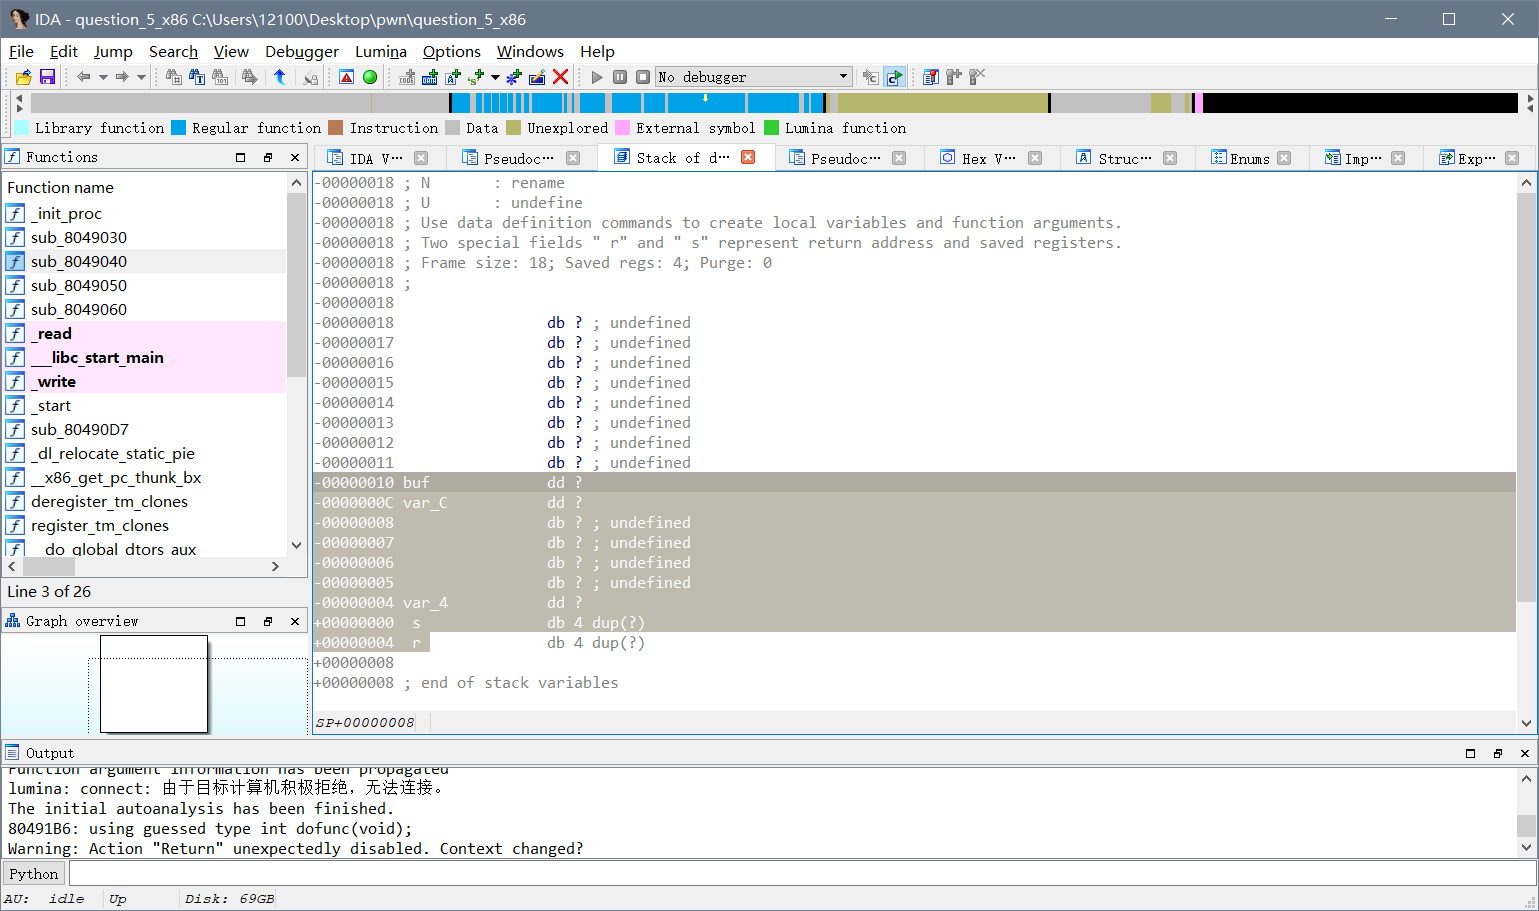 IDA - question_5_x86 C:\Users\12100\Desktop\pwn\question_5_x86
File Edit Jump Search View Debugger Lumina Options Windows Help
No debugger
Library function Regular function Instruction Data Unexplored External symbol Lumina function
Functions
IDA V··· Pseudoc··· Stack of d··· Pseudoc··· Hex V··· Struc··· Enums Imp··· Exp···
Function name
_init_proc
sub_8049030
sub_8049040
sub_8049050
sub_8049060
_read
___libc_start_main
_write
_start
sub_80490D7
_dl_relocate_static_pie
__x86_get_pc_thunk_bx
deregister_tm_clones
register_tm_clones
__do_global_dtors_aux
Line 3 of 26
Graph overview
-00000018 ; N       : rename
-00000018 ; U       : undefine
-00000018 ; Use data definition commands to create local variables and function arguments.
-00000018 ; Two special fields " r" and " s" represent return address and saved registers.
-00000018 ; Frame size: 18; Saved regs: 4; Purge: 0
-00000018 ;
-00000018
-00000018                 db ? ; undefined
-00000017                 db ? ; undefined
-00000016                 db ? ; undefined
-00000015                 db ? ; undefined
-00000014                 db ? ; undefined
-00000013                 db ? ; undefined
-00000012                 db ? ; undefined
-00000011                 db ? ; undefined
-00000010 buf             dd ?
-0000000C var_C           dd ?
-00000008                 db ? ; undefined
-00000007                 db ? ; undefined
-00000006                 db ? ; undefined
-00000005                 db ? ; undefined
-00000004 var_4           dd ?
+00000000  s              db 4 dup(?)
+00000004  r              db 4 dup(?)
+00000008
+00000008 ; end of stack variables
SP+00000008
Output
Function argument information has been propagated
lumina: connect: 由于目标计算机积极拒绝，无法连接。
The initial autoanalysis has been finished.
80491B6: using guessed type int dofunc(void);
Warning: Action "Return" unexpectedly disabled. Context changed?
Python
AU: idle Up Disk: 69GB